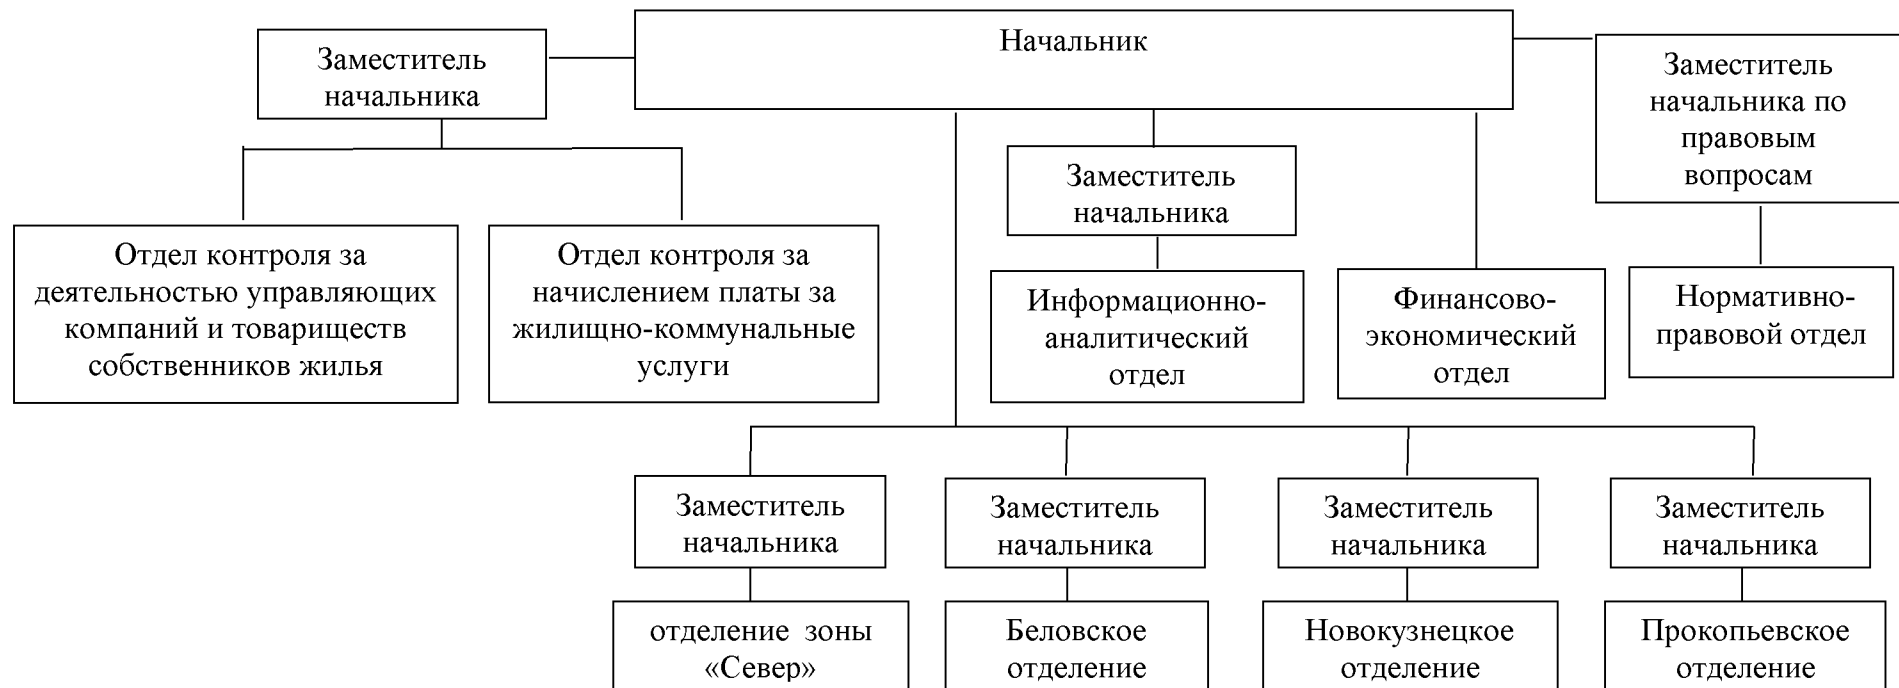 Начальник
Заместитель
начальника
Заместитель
начальника по
правовым
вопросам
Заместитель
начальника
Отдел контроля за
деятельностью управляющих
компаний и товариществ
собственников жилья
Отдел контроля за
начислением платы за
жилищно-коммунальные
услуги
Информационно-
аналитический
отдел
Финансово-
экономический
отдел
Нормативно-
правовой отдел
Заместитель
начальника
Заместитель
начальника
Заместитель
начальника
Заместитель
начальника
отделение зоны
«Север»
Беловское
отделение
Новокузнецкое
отделение
Прокопьевское
отделение